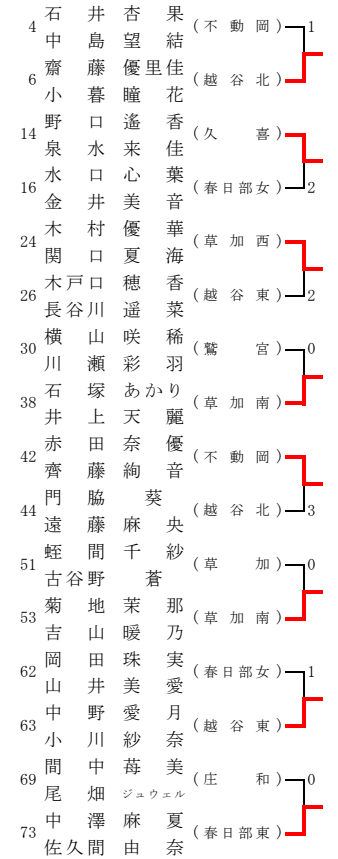 石井杏果
4 (不動岡) 1
中島望結
齋藤優里佳
6 (越谷北)
小暮瞳花
野口遙香
14 (久喜)
泉水来佳
水口心葉
16 (春日部女) 2
金井美音
木村優華
24 (草加西)
関口夏海
木戸口穂香
26 (越谷東) 2
長谷川遥菜
横山咲稀
30 (鷲宮) 0
川瀬彩羽
石塚あかり
38 (草加南)
井上天麗
赤田奈優
42 (不動岡)
齊藤絢音
門脇葵
44 (越谷北) 3
遠藤麻央
蛭間千紗
51 (草加) 0
古谷野蒼
菊地茉那
53 (草加南)
吉山暖乃
岡田珠実
62 (春日部女) 1
山井美愛
中野愛月
63 (越谷東)
小川紗奈
間中苺美
69 (庄和) 0
尾畑ジュウェル
中澤麻夏
73 (春日部東)
佐久間由奈